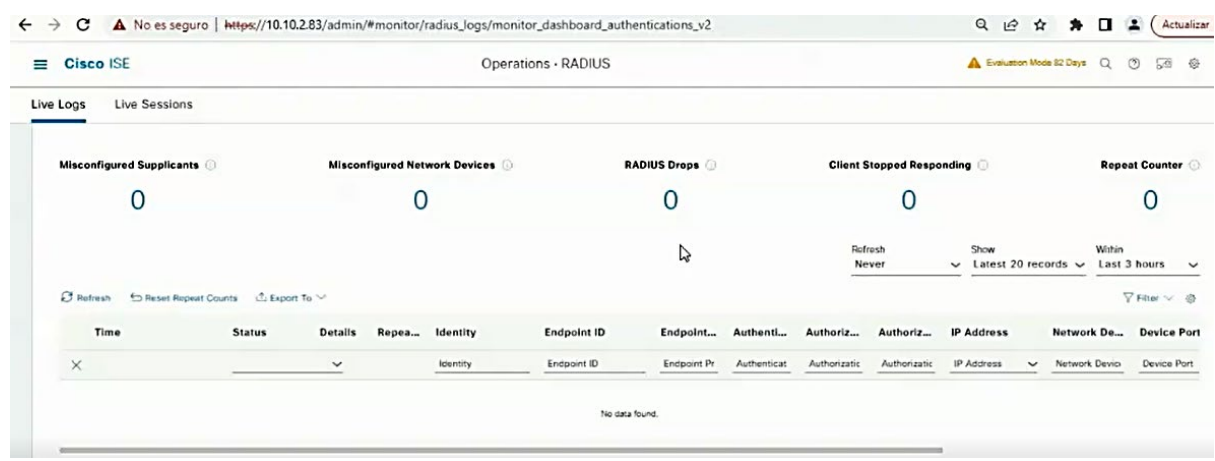 No es seguro | https://10.10.2.83/admin/#monitor/radius_logs/monitor_dashboard_authentications_v2 Actualizar
Cisco ISE Operations · RADIUS Evaluation Mode 82 Days
Live Logs Live Sessions
Misconfigured Supplicants Misconfigured Network Devices RADIUS Drops Client Stopped Responding Repeat Counter
0 0 0 0 0
Refresh Show Within
Never Latest 20 records Last 3 hours
Refresh Reset Repeat Counts Export To Filter
Time Status Details Repea... Identity Endpoint ID Endpoint... Authenti... Authoriz... Authoriz... IP Address Network De... Device Port
Identity Endpoint ID Endpoint Pr Authenticat Authorizatic Authorizatic IP Address Network Devic Device Port
No data found.